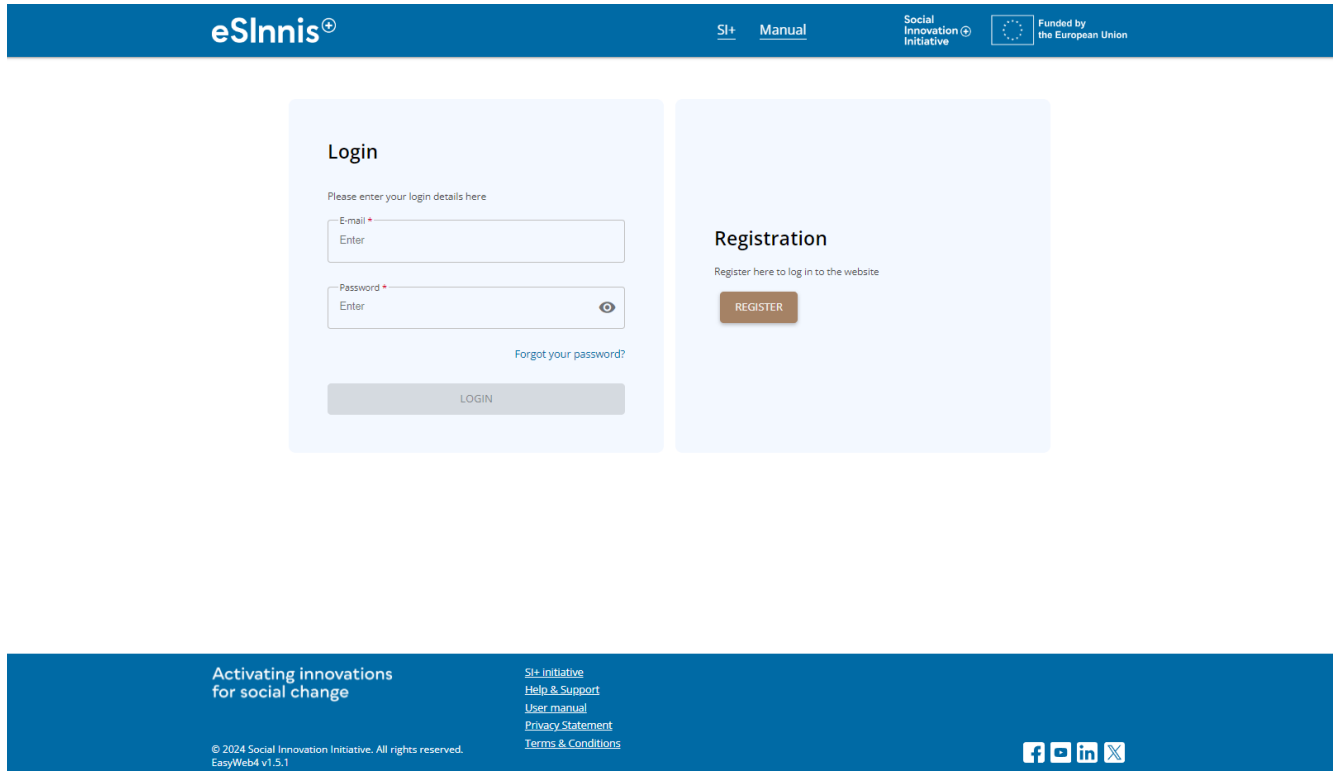 eSInnis⊕
SI+
Manual
Social
Innovation ⊕
Initiative
Funded by
the European Union
Login
Please enter your login details here
E-mail *
Enter
Password *
Enter
Forgot your password?
LOGIN
Registration
Register here to log in to the website
REGISTER
Activating innovations
for social change
© 2024 Social Innovation Initiative. All rights reserved.
EasyWeb4 v1.5.1
SI+ initiative
Help & Support
User manual
Privacy Statement
Terms & Conditions